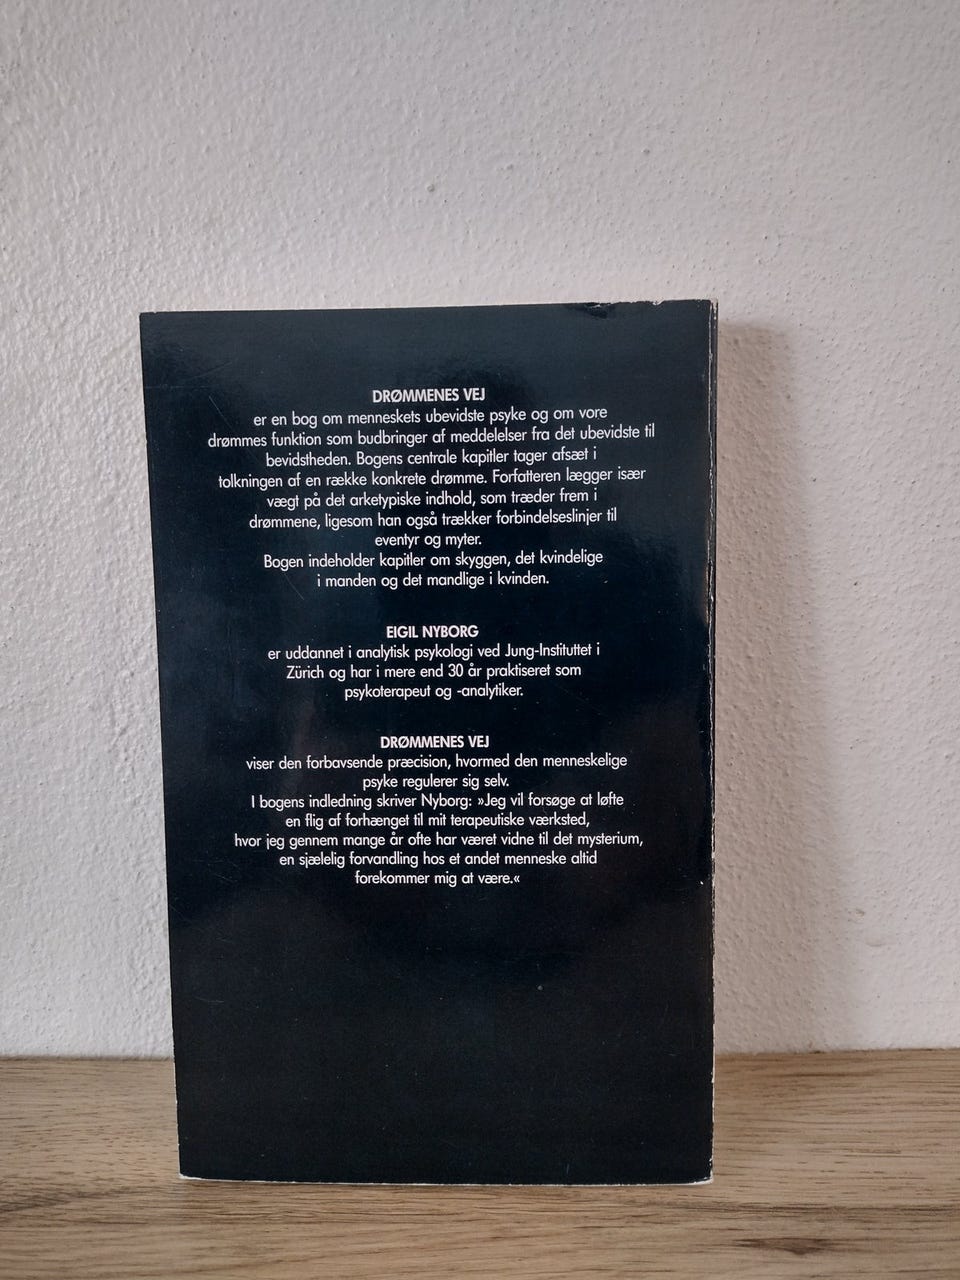 DRØMMENES VEJ
er en bog om menneskets ubevidste psyke og om vore
drømmes funktion som budbringer af meddelelser fra det ubevidste til
bevidstheden. Bogens centrale kapitler tager afsæt i
tolkningen af en række konkrete drømme. Forfatteren lægger især
vægt på det arketypiske indhold, som træder frem i
drømmene, ligesom han også trækker forbindelseslinjer til
eventyr og myter.
Bogen indeholder kapitler om skyggen, det kvindelige
i manden og det mandlige i kvinden.
EIGIL NYBORG
er uddannet i analytisk psykologi ved Jung-Instituttet i
Zürich og har i mere end 30 år praktiseret som
psykoterapeut og -analytiker.
DRØMMENES VEJ
viser den forbavsende præcision, hvormed den menneskelige
psyke regulerer sig selv.
I bogens indledning skriver Nyborg: »Jeg vil forsøge at løfte
en flig af forhænget til mit terapeutiske værksted,
hvor jeg gennem mange år ofte har været vidne til det mysterium,
en sjælelig forvandling hos et andet menneske altid
forekommer mig at være.«